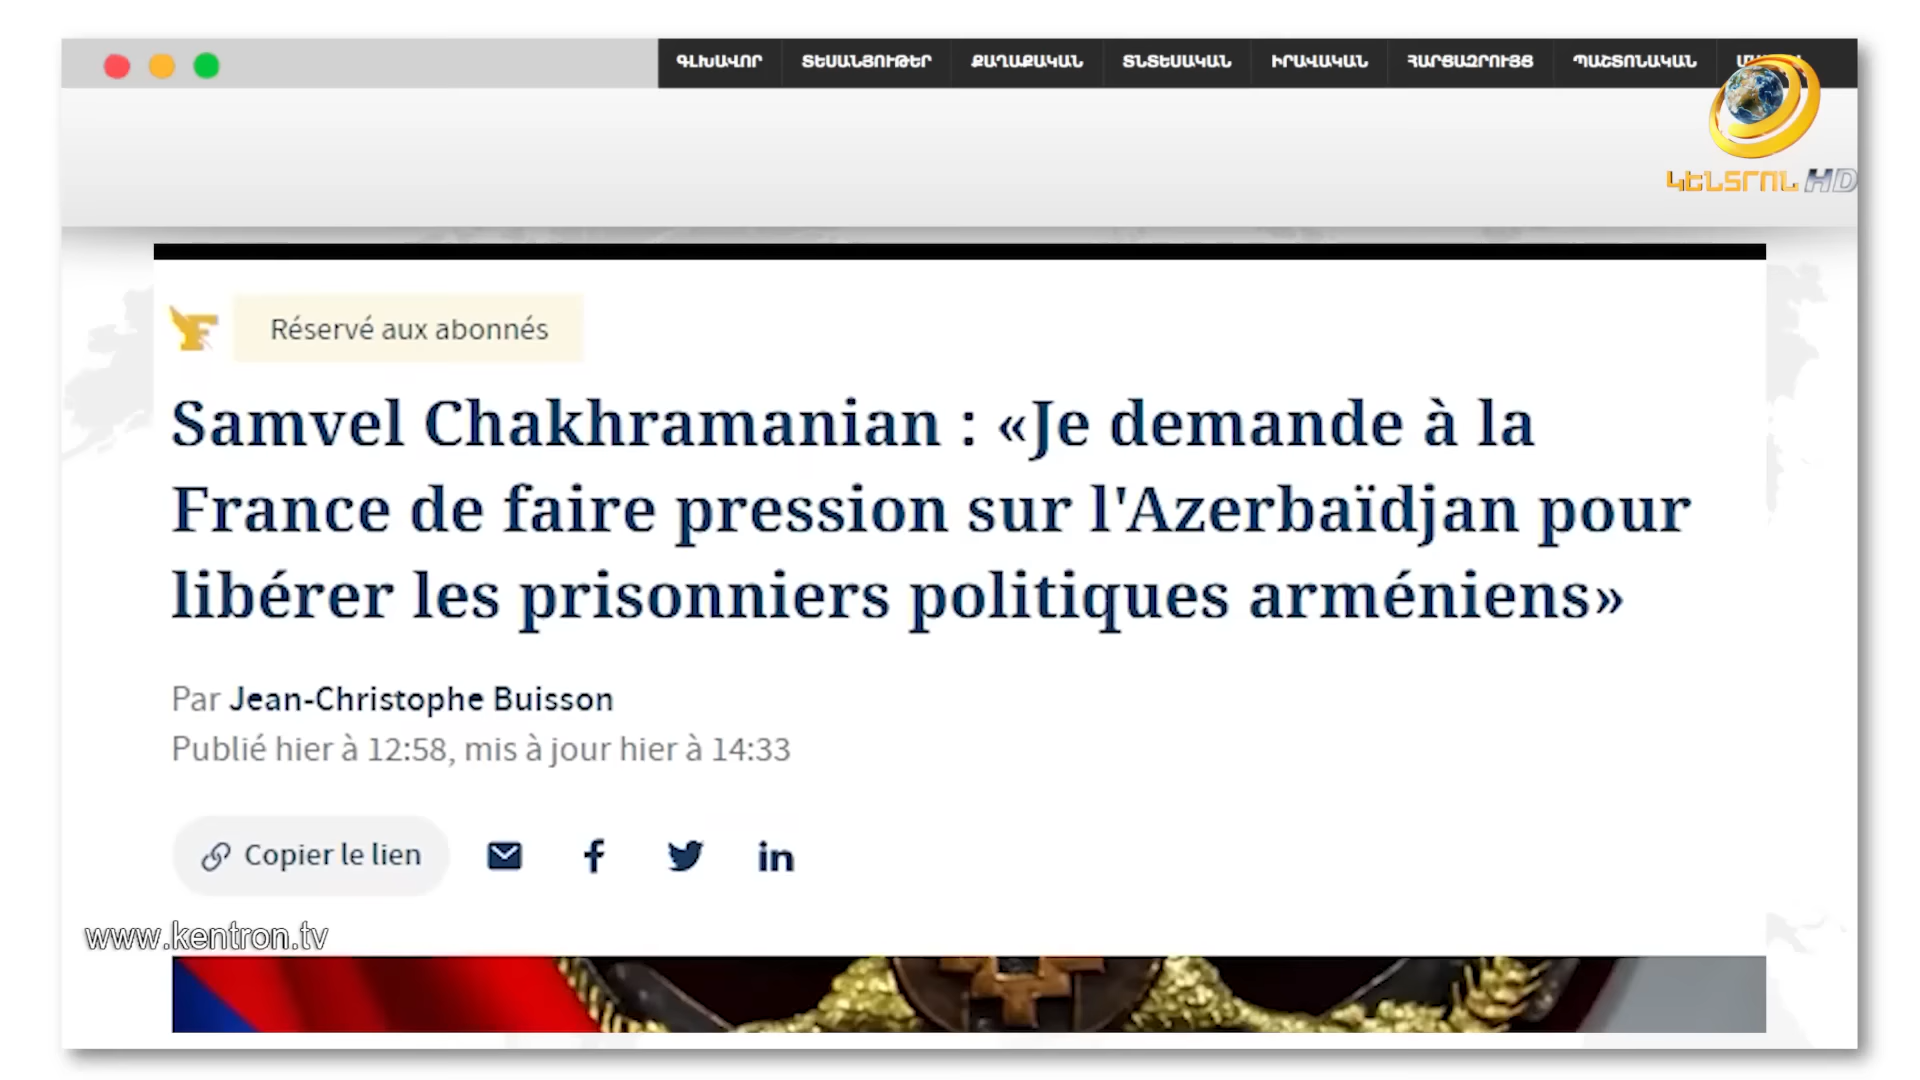 ԳԼԽԱՎՈՐ ՏԵՍԱՆՅՈՒԹԵՐ ՔԱՂԱՔԱԿԱՆ ՏՆՏԵՍԱԿԱՆ ԻՐԱՎԱԿԱՆ ՀԱՐՑԱԶՐՈՒՅՑ ՊԱՇՏՈՆԱԿԱՆ
ԿԵՆՏՐՈՆ HD
Réservé aux abonnés
Samvel Chakhramanian : «Je demande à la
France de faire pression sur l'Azerbaïdjan pour
libérer les prisonniers politiques arméniens»
Par Jean-Christophe Buisson
Publié hier à 12:58, mis à jour hier à 14:33
Copier le lien
www.kentron.tv